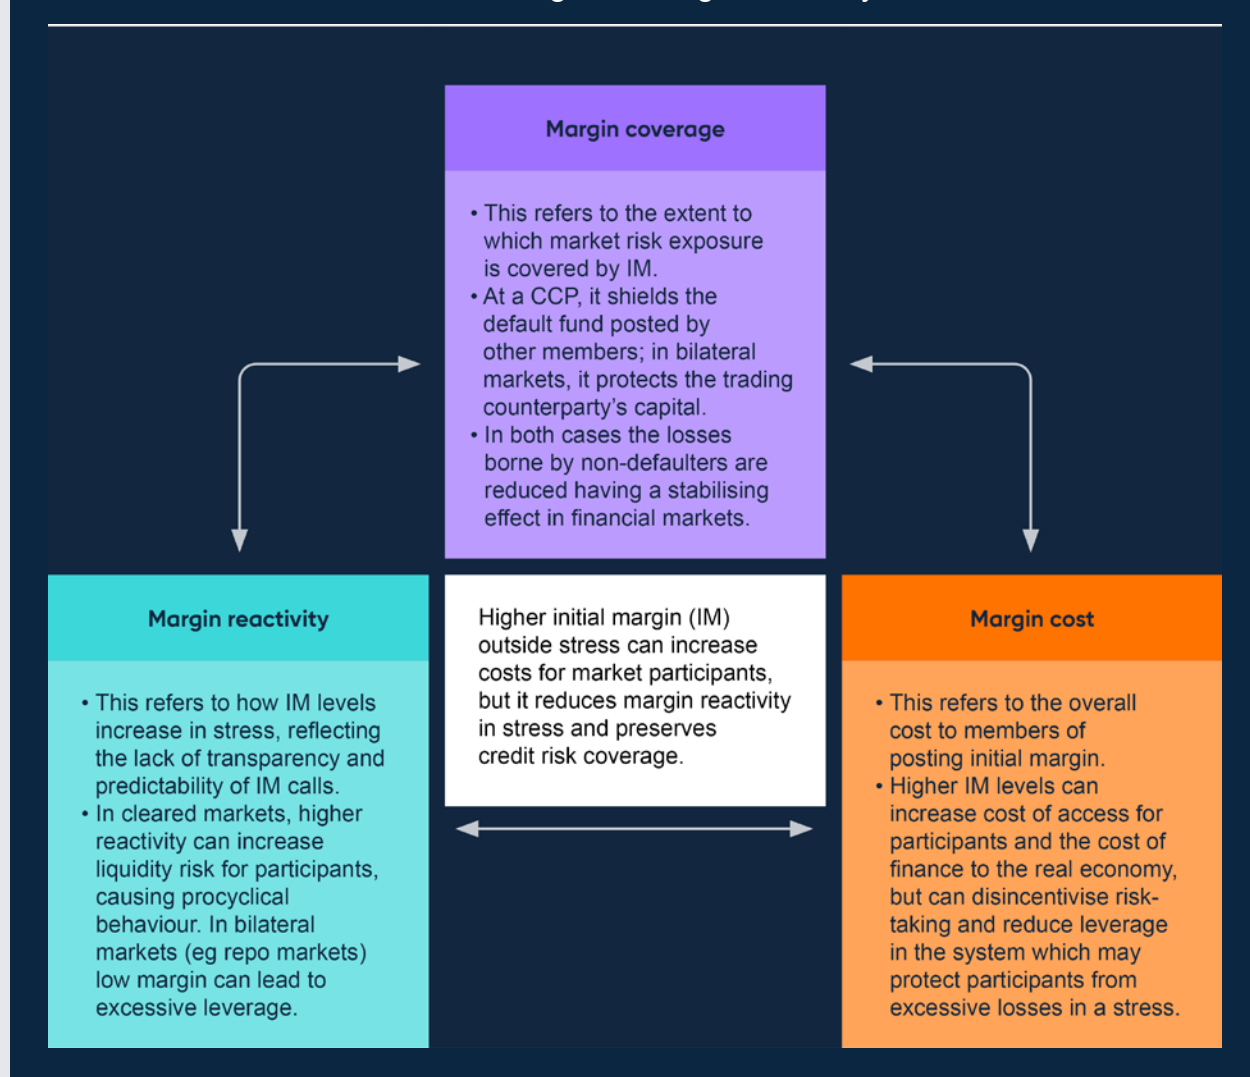 Margin coverage
• This refers to the extent to
which market risk exposure
is covered by IM.
• At a CCP, it shields the
default fund posted by
other members; in bilateral
markets, it protects the trading
counterparty’s capital.
• In both cases the losses
borne by non-defaulters are
reduced having a stabilising
effect in financial markets.
Margin reactivity
• This refers to how IM levels
increase in stress, reflecting
the lack of transparency and
predictability of IM calls.
• In cleared markets, higher
reactivity can increase
liquidity risk for participants,
causing procyclical
behaviour. In bilateral
markets (eg repo markets)
low margin can lead to
excessive leverage.
Higher initial margin (IM)
outside stress can increase
costs for market participants,
but it reduces margin reactivity
in stress and preserves
credit risk coverage.
Margin cost
• This refers to the overall
cost to members of
posting initial margin.
• Higher IM levels can
increase cost of access for
participants and the cost of
finance to the real economy,
but can disincentivise risk-
taking and reduce leverage
in the system which may
protect participants from
excessive losses in a stress.